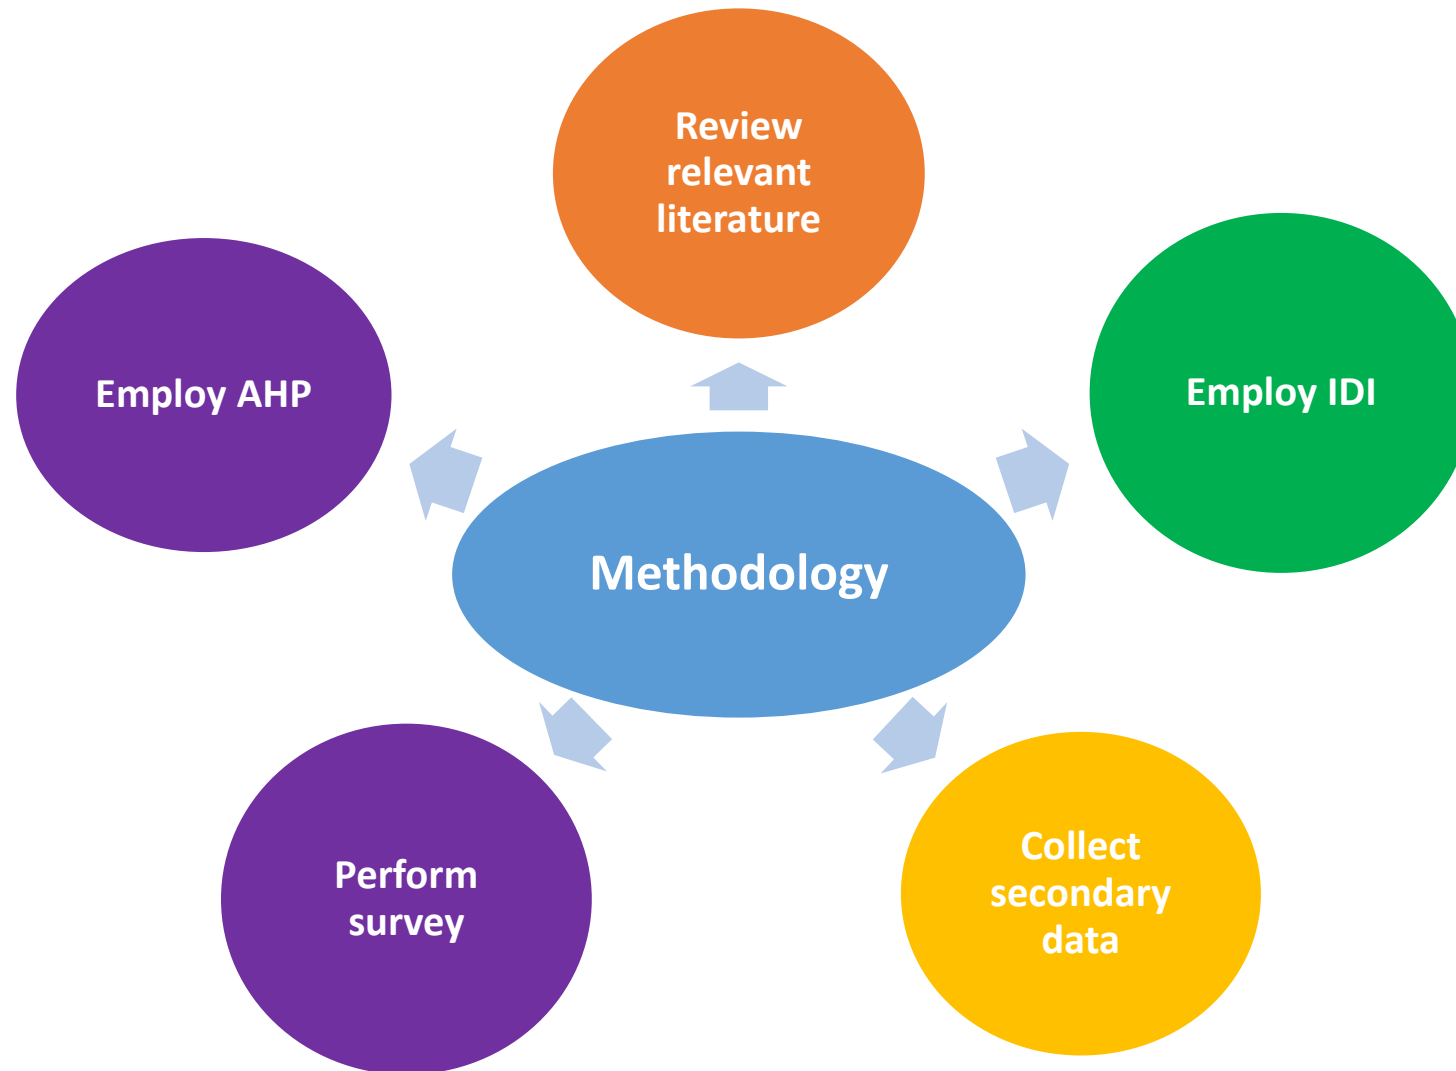 Review
relevant
literature
Employ AHP
Employ IDI
Methodology
Perform
survey
Collect
secondary
data